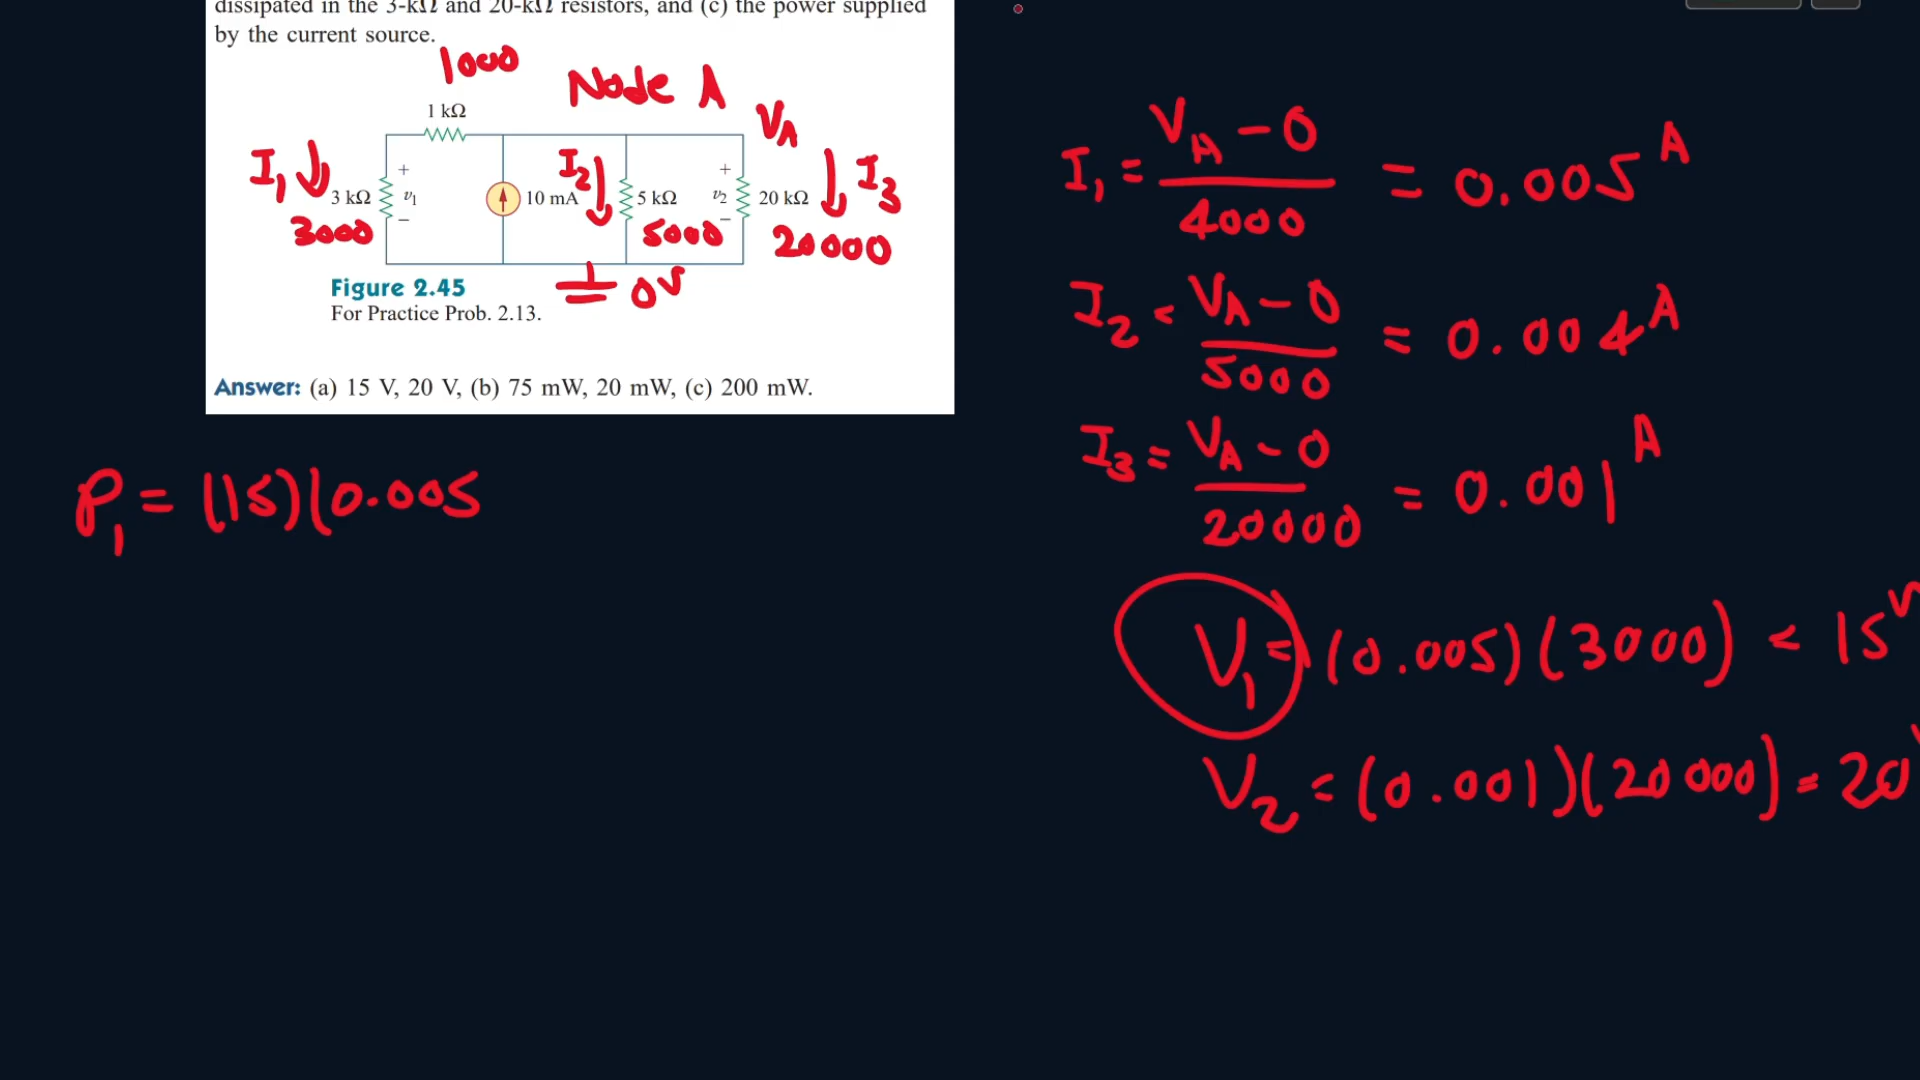 dissipated in the 3-kΩ and 20-kΩ resistors, and (c) the power supplied
by the current source.
1000
Node A
1 kΩ
VA
I1
3 kΩ
+
v1
−
3000
10 mA
I2
5 kΩ
5000
+
v2
−
20 kΩ
I3
20000
0V
Figure 2.45
For Practice Prob. 2.13.
Answer: (a) 15 V, 20 V, (b) 75 mW, 20 mW, (c) 200 mW.
P1 = (15)(0.005
I1 = VA - 0 / 4000 = 0.005 A
I2 = VA - 0 / 5000 = 0.004 A
I3 = VA - 0 / 20000 = 0.001 A
V1 = (0.005)(3000) = 15V
V2 = (0.001)(20000) = 20